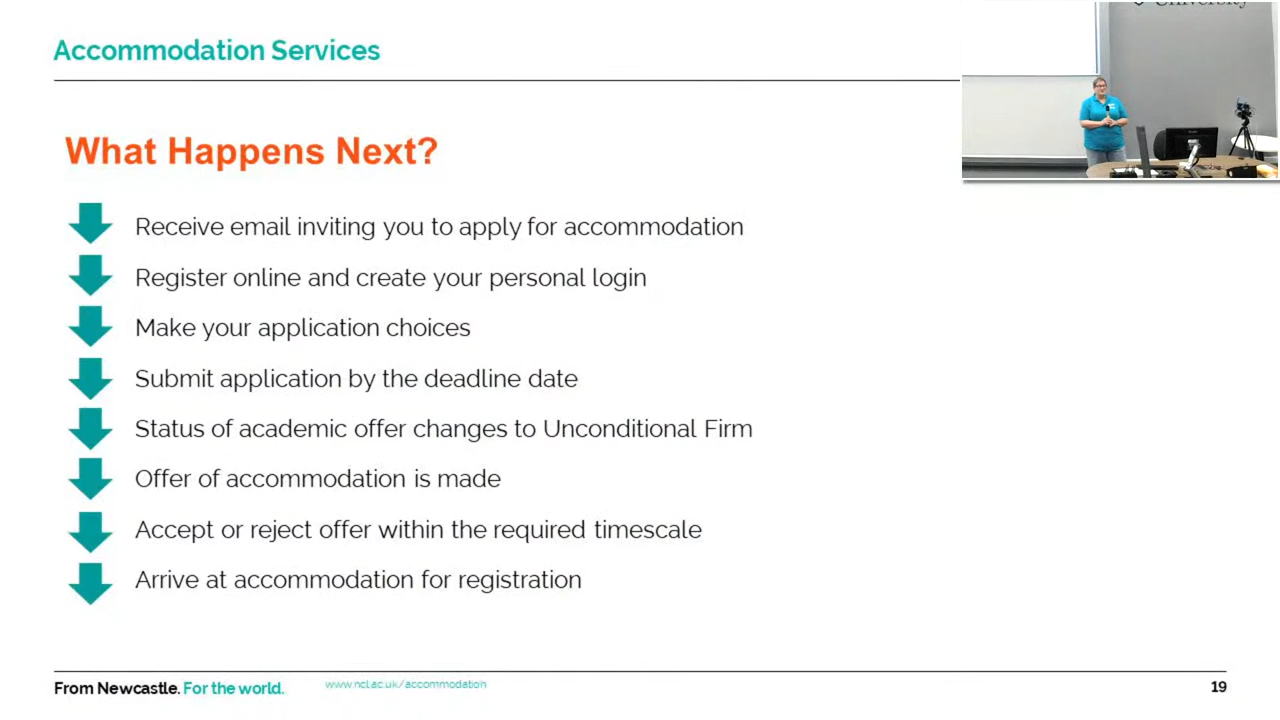 Accommodation Services
University
What Happens Next?
Receive email inviting you to apply for accommodation
Register online and create your personal login
Make your application choices
Submit application by the deadline date
Status of academic offer changes to Unconditional Firm
Offer of accommodation is made
Accept or reject offer within the required timescale
Arrive at accommodation for registration
From Newcastle. For the world.
www.ncl.ac.uk/accommodation
19